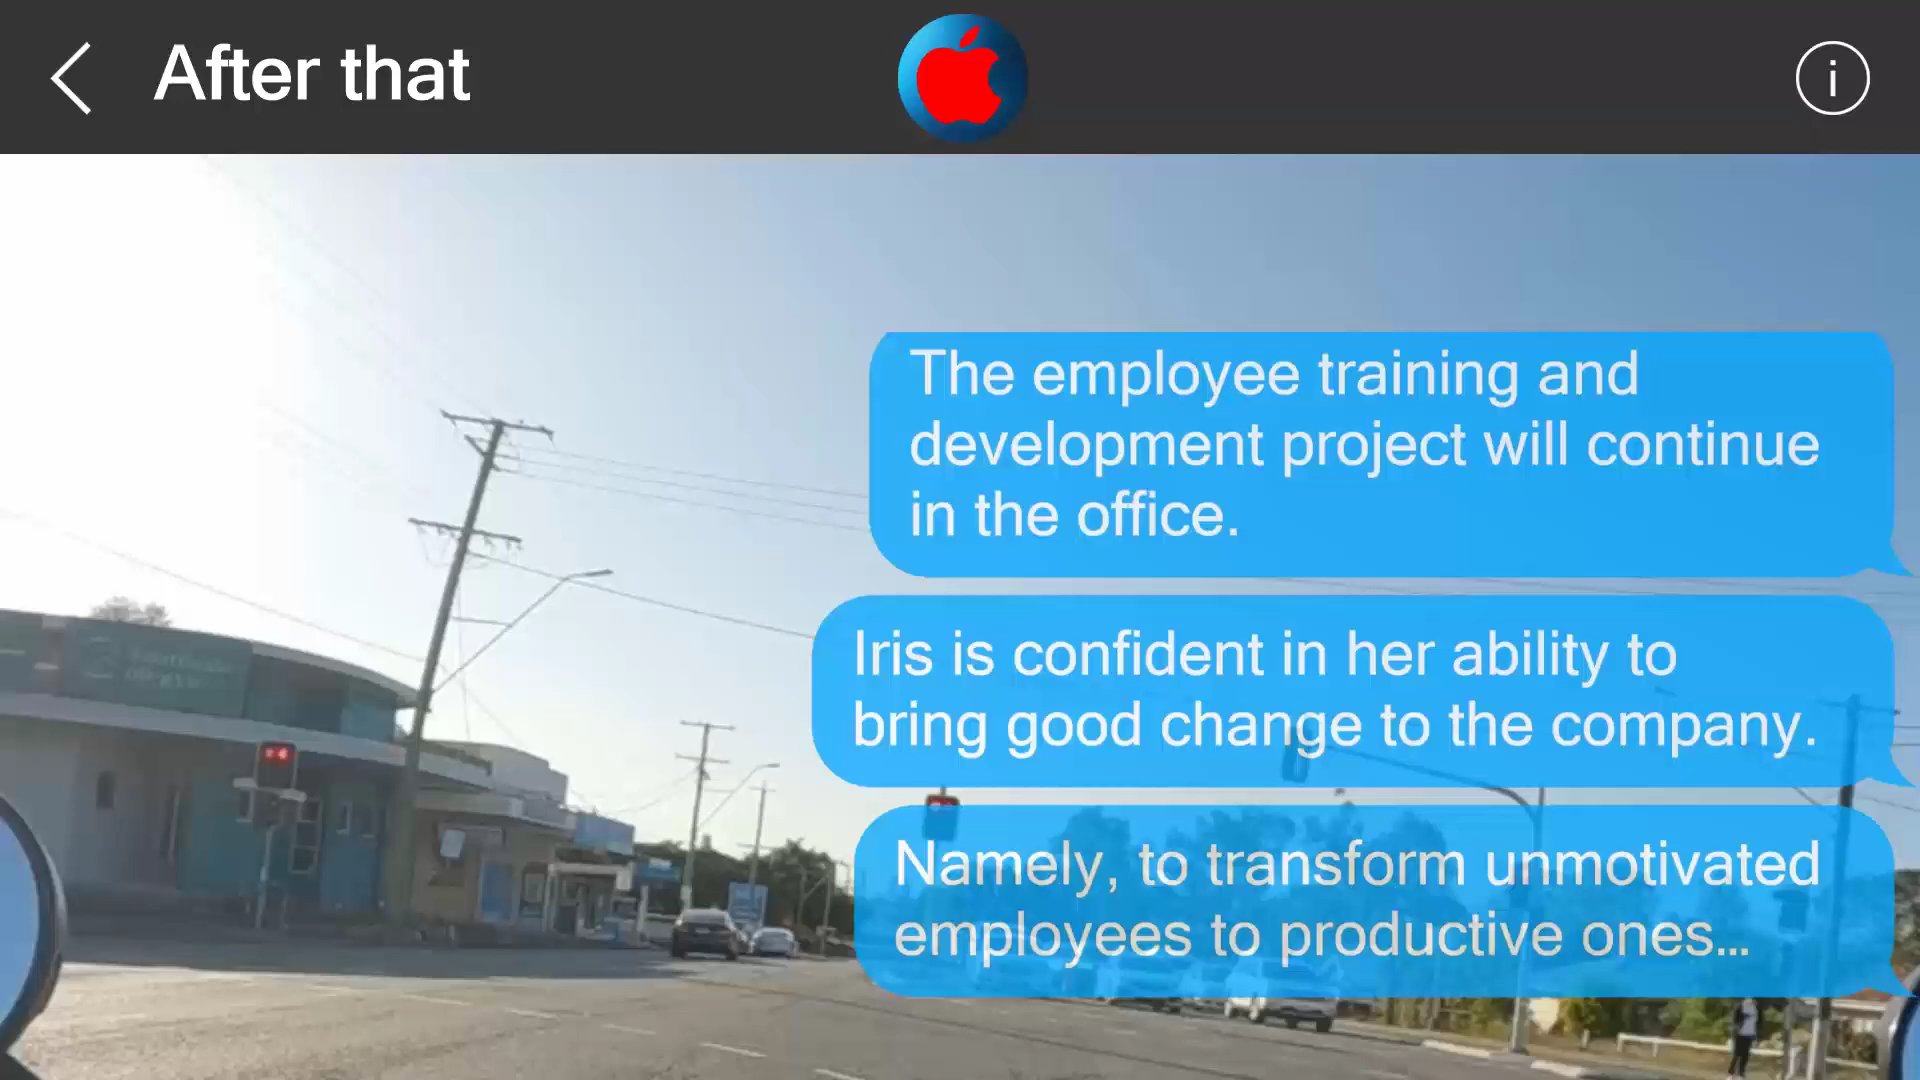 After that
The employee training and
development project will continue
in the office.
Iris is confident in her ability to
bring good change to the company.
Namely, to transform unmotivated
employees to productive ones...